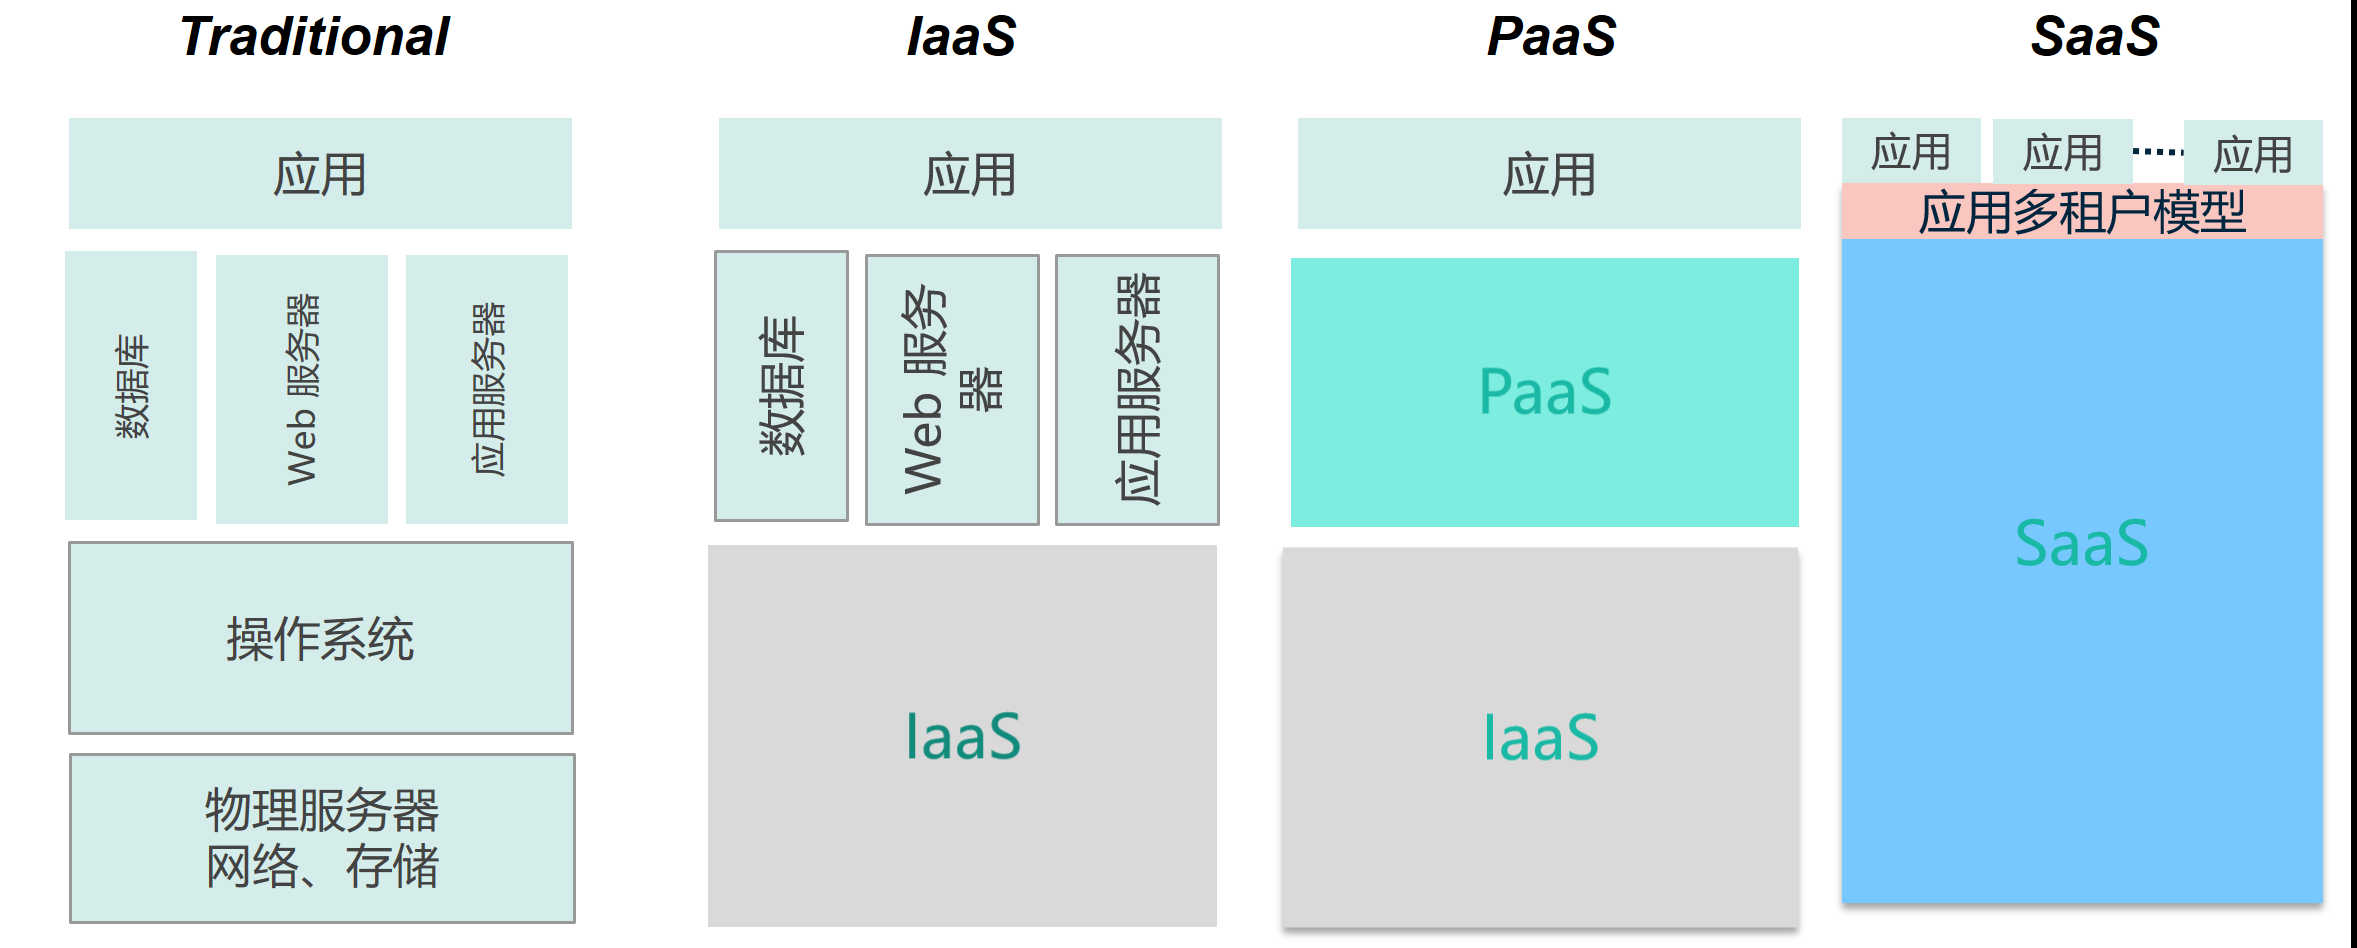 Traditional
IaaS
PaaS
SaaS
应用
应用
应用
应用
应用
应用
应用多租户模型
数据库
Web 服务器
应用服务器
数据库
Web 服务
器
应用服务器
PaaS
SaaS
操作系统
物理服务器
网络、存储
IaaS
IaaS